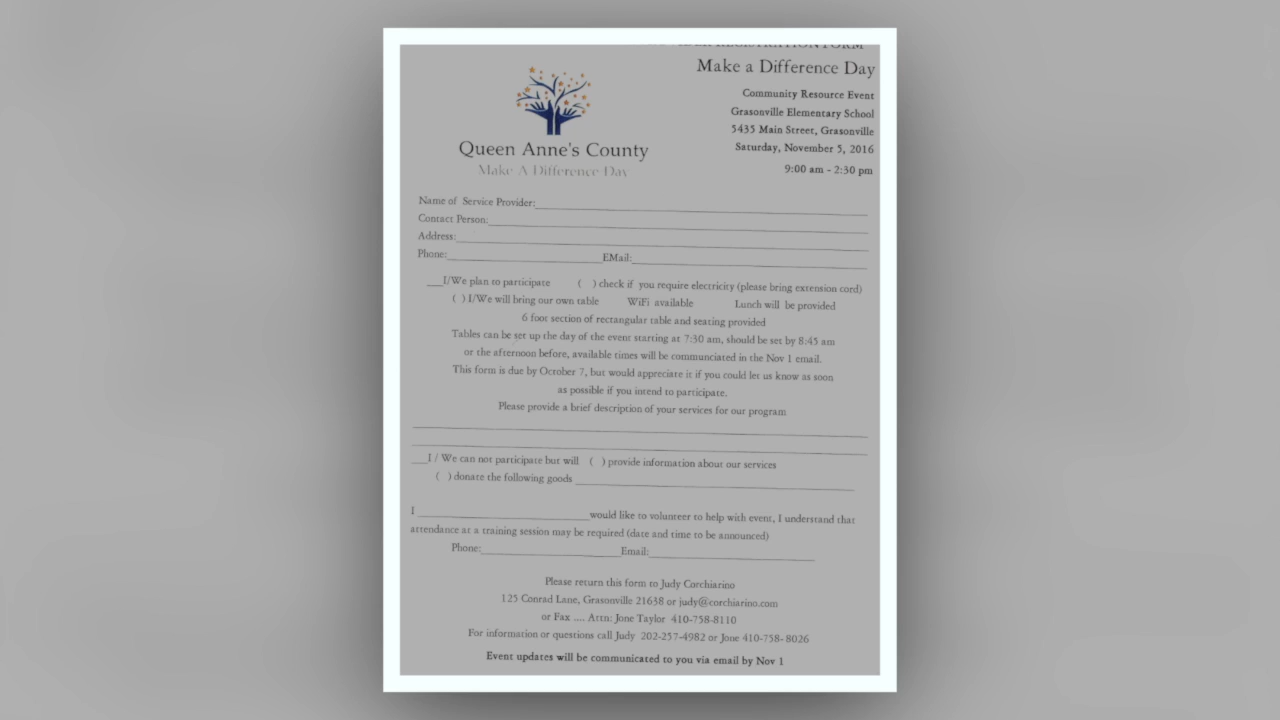 REGISTRATION FORM
Make a Difference Day
Community Resource Event
Grasonville Elementary School
5435 Main Street, Grasonville
Saturday, November 5, 2016
9:00 am - 2:30 pm
Queen Anne's County
Make A Difference Day
Name of Service Provider:
Contact Person:
Address:
Phone: EMail:
___I/We plan to participate ( ) check if you require electricity (please bring extension cord)
( ) I/We will bring our own table WiFi available Lunch will be provided
6 foot section of rectangular table and seating provided
Tables can be set up the day of the event starting at 7:30 am, should be set by 8:45 am
or the afternoon before, available times will be communciated in the Nov 1 email.
This form is due by October 7, but would appreciate it if you could let us know as soon
as possible if you intend to participate.
Please provide a brief description of your services for our program
___I / We can not participate but will ( ) provide information about our services
( ) donate the following goods
I ____________________would like to volunteer to help with event, I understand that
attendance at a training session may be required (date and time to be announced)
Phone: Email:
Please return this form to Judy Corchiarino
125 Conrad Lane, Grasonville 21638 or judy@corchiarino.com
or Fax .... Attn: Jone Taylor 410-758-8110
For information or questions call Judy 202-257-4982 or Jone 410-758- 8026
Event updates will be communicated to you via email by Nov 1